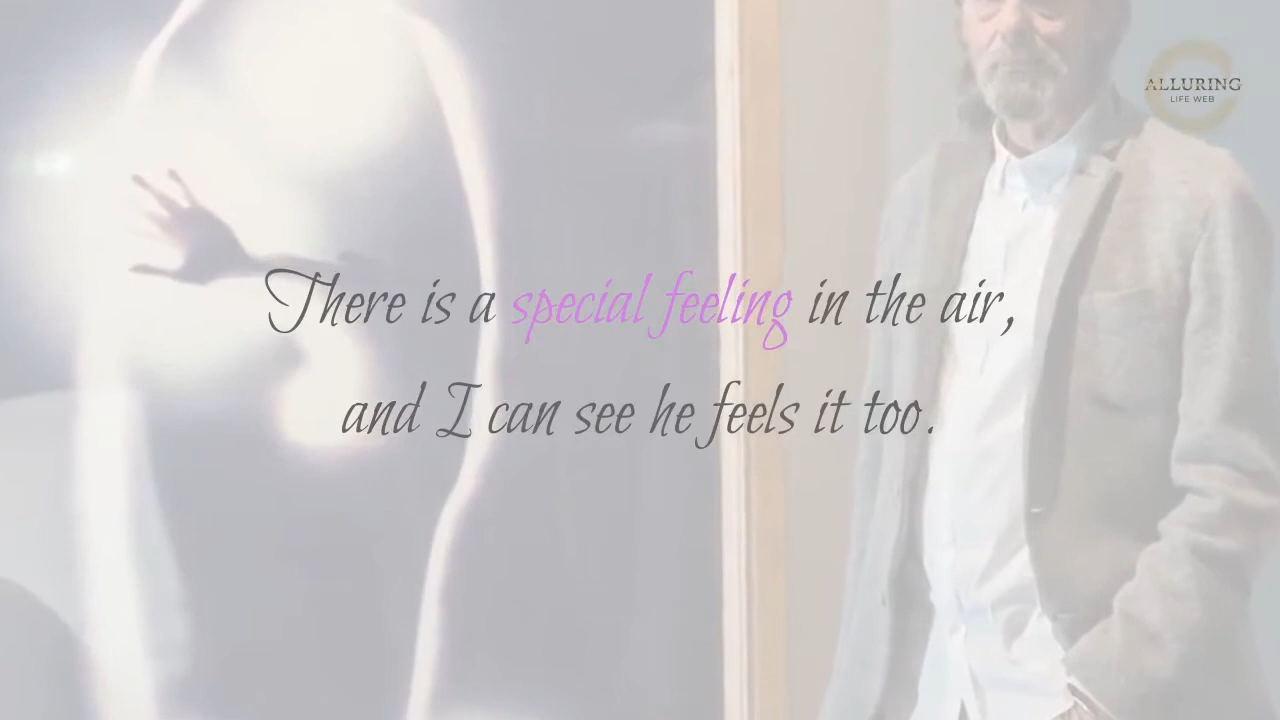 ALLURING
LIFE WEB
There is a special feeling in the air,
and I can see he feels it too.